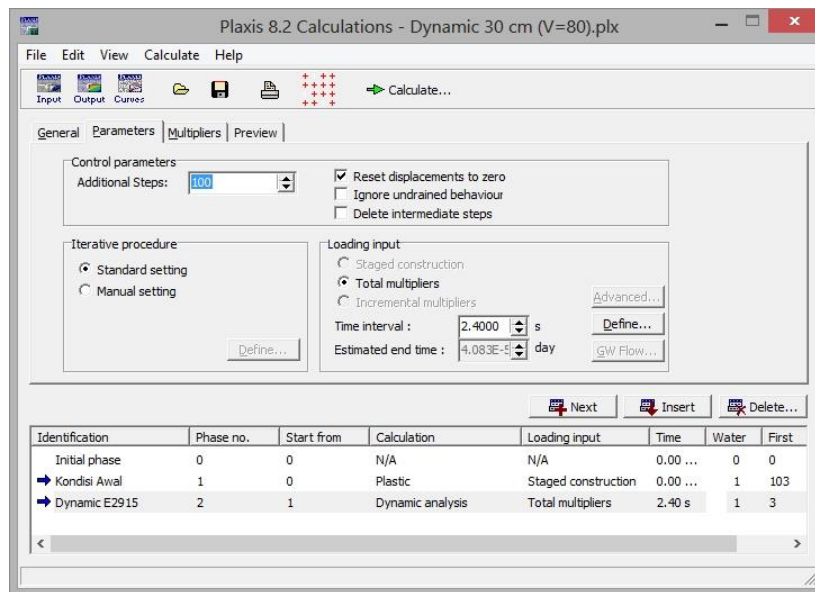 Plaxis 8.2 Calculations - Dynamic 30 cm (V=80).plx
File Edit View Calculate Help
Input Output Curves Calculate...
General Parameters Multipliers Preview
Control parameters
Additional Steps: 100
Reset displacements to zero
Ignore undrained behaviour
Delete intermediate steps
Iterative procedure
Standard setting
Manual setting
Define...
Loading input
Staged construction
Total multipliers
Incremental multipliers
Advanced...
Time interval : 2.4000 s Define...
Estimated end time : 4.083E-5 day GW Flow...
Next Insert Delete...
Identification Phase no. Start from Calculation Loading input Time Water First
Initial phase 0 0 N/A N/A 0.00 ... 0 0
Kondisi Awal 1 0 Plastic Staged construction 0.00 ... 1 103
Dynamic E2915 2 1 Dynamic analysis Total multipliers 2.40 s 1 3